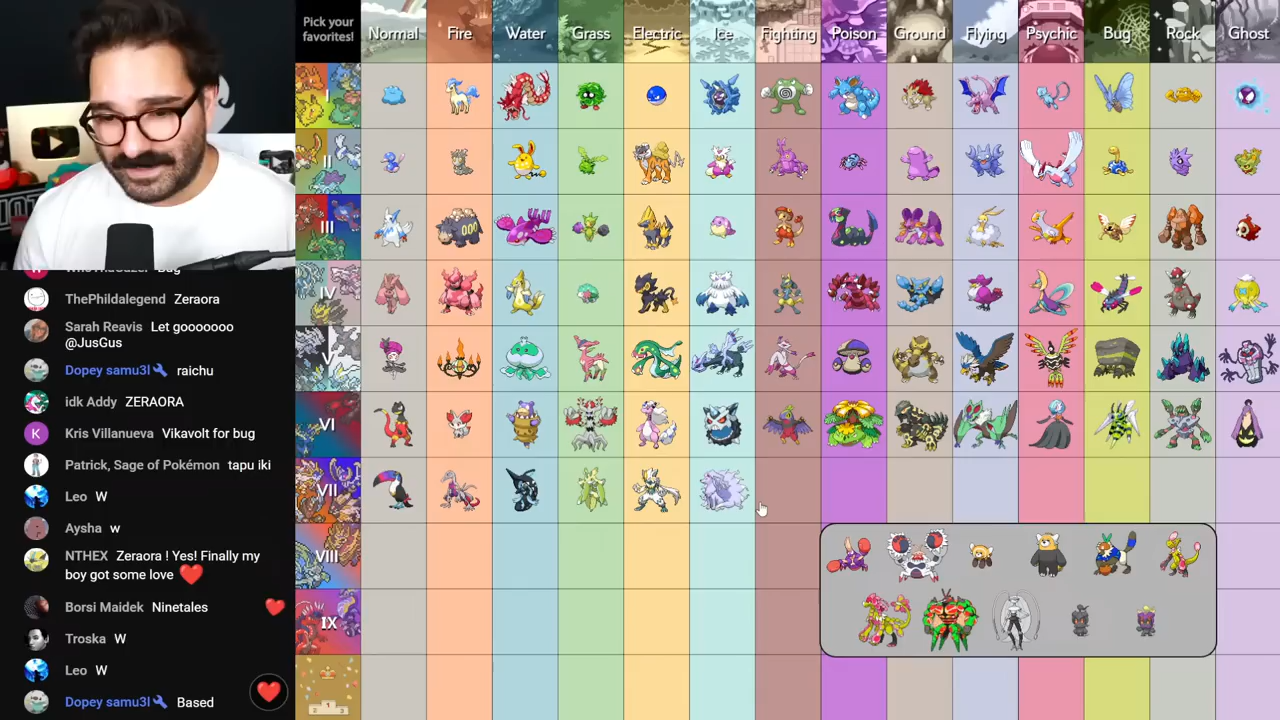 Pick your
favorites!
Normal
Fire
Water
Grass
Electric
Ice
Fighting
Poison
Ground
Flying
Psychic
Bug
Rock
Ghost
I
II
III
IV
V
VI
VII
VIII
IX
ThePhildalegend Zeraora
Sarah Reavis Let gooooooo
@JusGus
Dopey samu3l raichu
idk Addy ZERAORA
K Kris Villanueva Vikavolt for bug
Patrick, Sage of Pokémon tapu iki
Leo W
Aysha w
NTHEX Zeraora ! Yes! Finally my
boy got some love
Borsi Maidek Ninetales
Troska W
Leo W
Dopey samu3l Based